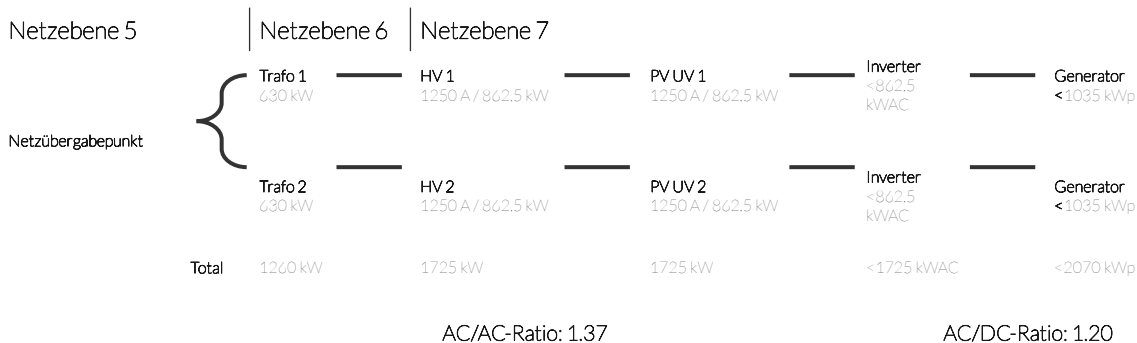 Netzebene 5
Netzebene 6
Netzebene 7
Netzübergabepunkt
Trafo 1
630 kW
HV 1
1250 A / 862.5 kW
PV UV 1
1250 A / 862.5 kW
Inverter
<862.5
kWAC
Generator
<1035 kWp
Trafo 2
630 kW
HV 2
1250 A / 862.5 kW
PV UV 2
1250 A / 862.5 kW
Inverter
<862.5
kWAC
Generator
<1035 kWp
Total
1260 kW
1725 kW
1725 kW
<1725 kWAC
<2070 kWp
AC/AC-Ratio: 1.37
AC/DC-Ratio: 1.20